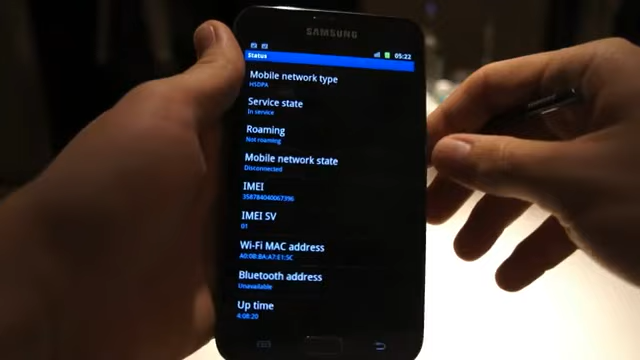 SAMSUNG
05:22
Status
Mobile network type
HSDPA
Service state
In service
Roaming
Not roaming
Mobile network state
Disconnected
IMEI
358784040067396
IMEI SV
01
Wi-Fi MAC address
A0:0B:BA:A7:E1:5C
Bluetooth address
Unavailable
Up time
4:08:20